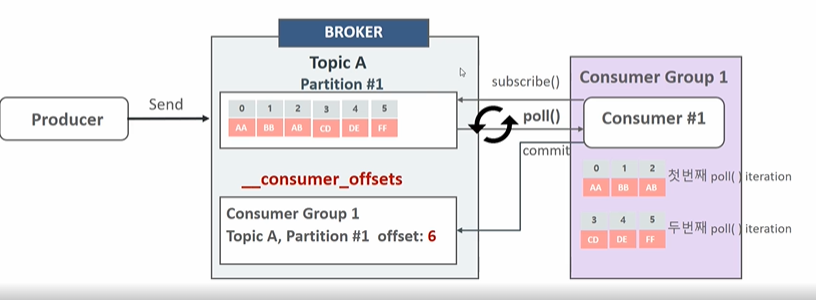 BROKER
Topic A
Partition #1
Producer
Send
0 1 2 3 4 5
AA BB AB CD DE FF
__consumer_offsets
Consumer Group 1
Topic A, Partition #1 offset: 6
subscribe()
poll()
commit
Consumer Group 1
Consumer #1
0 1 2
AA BB AB
첫번째 poll( ) iteration
3 4 5
CD DE FF
두번째 poll( ) iteration